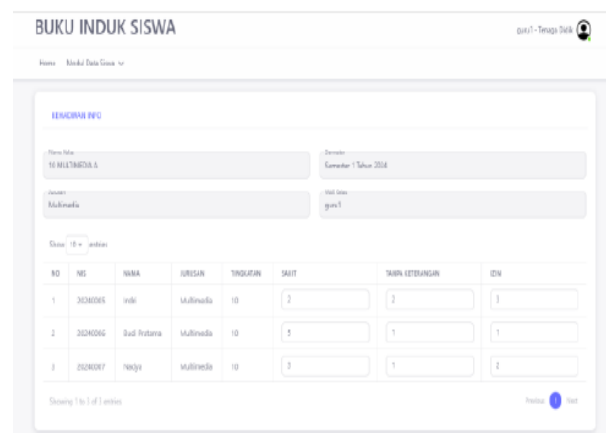 BUKU INDUK SISWA
guru1 - Tenaga Didik
Home Modul Data Siswa
KEHADIRAN INFO
Nama Kelas
10 MULTIMEDIA A
Semester
Semester 1 Tahun 2024
Jurusan
Multimedia
Wali Kelas
guru1
Show 10 entries
NO NIS NAMA JURUSAN TINGKATAN SAKIT TANPA KETERANGAN IZIN
1 20240065 Multimedia 10 2 2 3
2 20240066 Budi Pratama Multimedia 10 5 1 1
3 20240067 Nadya Multimedia 10 3 1 2
Showing 1 to 3 of 3 entries
Previous 1 Next